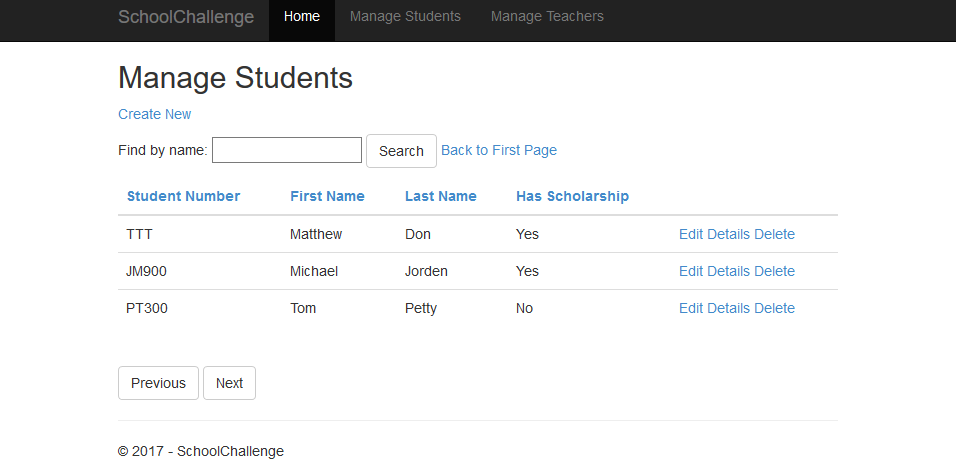 SchoolChallenge Home Manage Students Manage Teachers
Manage Students
Create New
Find by name: Search Back to First Page
Student Number First Name Last Name Has Scholarship
TTT Matthew Don Yes Edit Details Delete
JM900 Michael Jorden Yes Edit Details Delete
PT300 Tom Petty No Edit Details Delete
Previous Next
© 2017 - SchoolChallenge